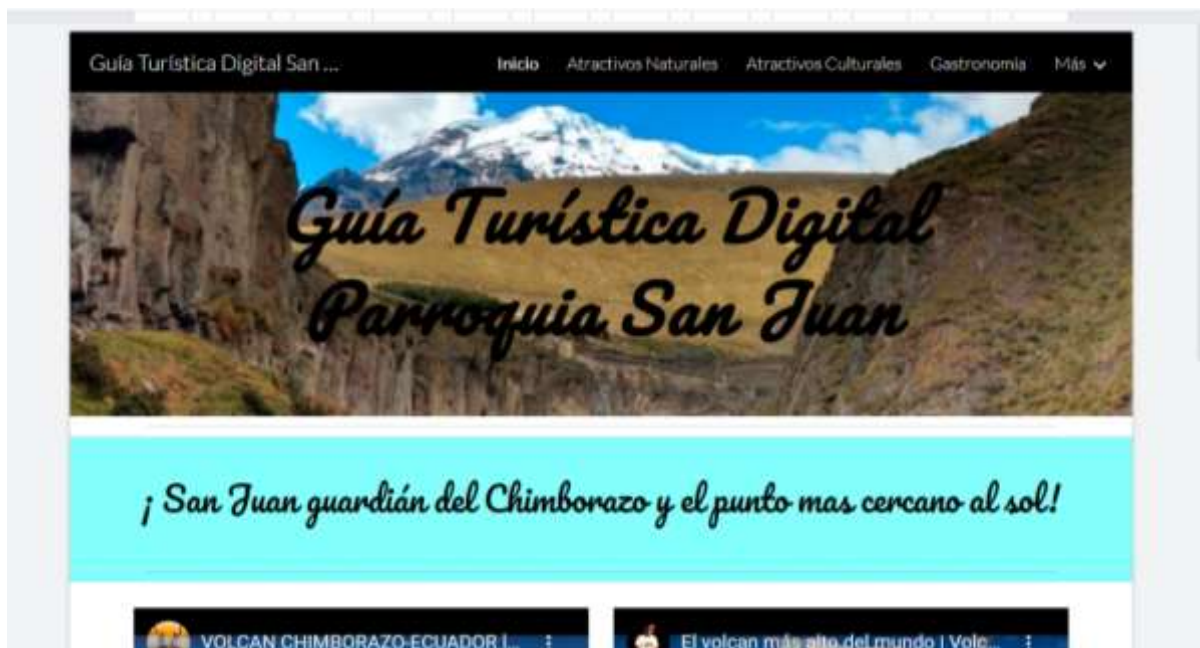 Guía Turística Digital San ...
Inicio Atractivos Naturales Atractivos Culturales Gastronomía Más
Guía Turística Digital
Parroquia San Juan
¡ San Juan guardián del Chimborazo y el punto mas cercano al sol!
VOLCAN CHIMBORAZO-ECUADOR |...
El volcan más alto del mundo | Volc...